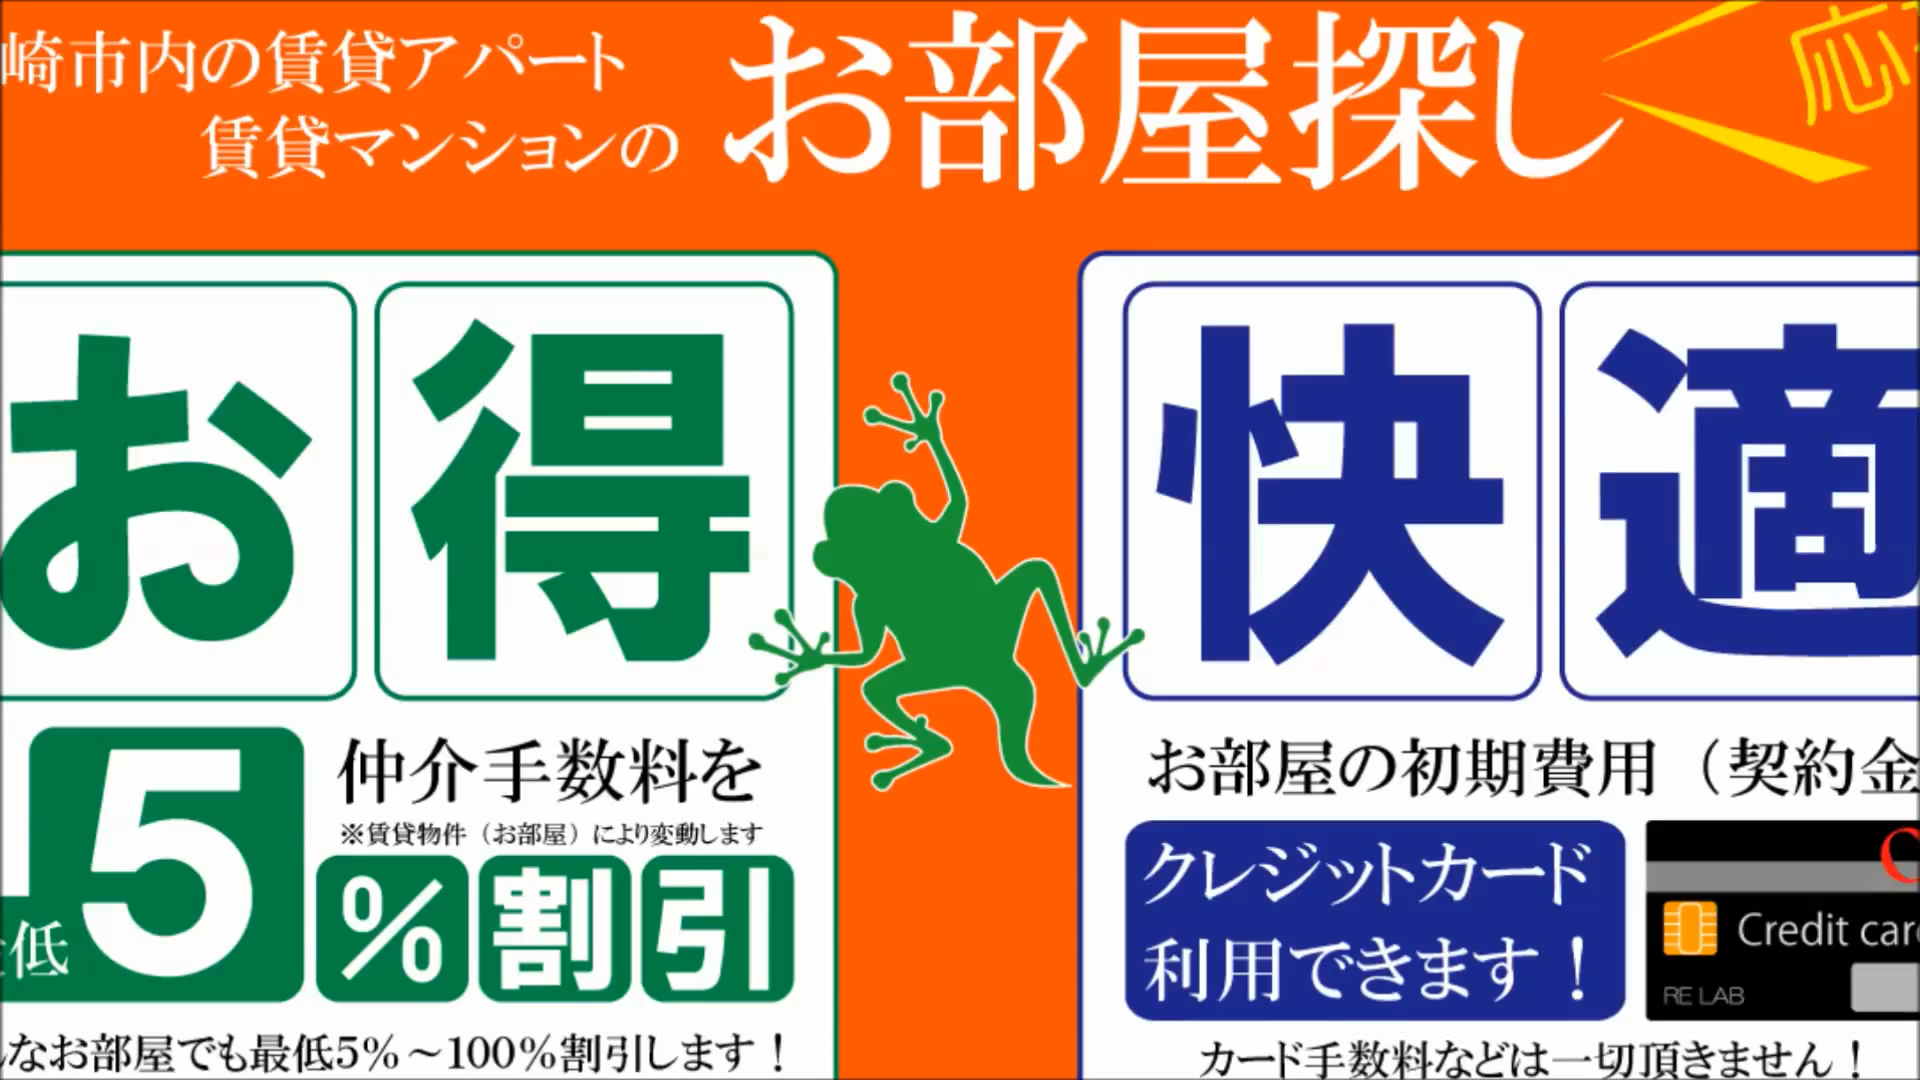 崎市内の賃貸アパート
賃貸マンションの
お部屋探し
応
お得
快適
低5
仲介手数料を
※賃貸物件（お部屋）により変動します
%割引
なお部屋でも最低5%～100%割引します！
お部屋の初期費用（契約金
クレジットカード
利用できます！
Credit car
RE LAB
カード手数料などは一切頂きません！